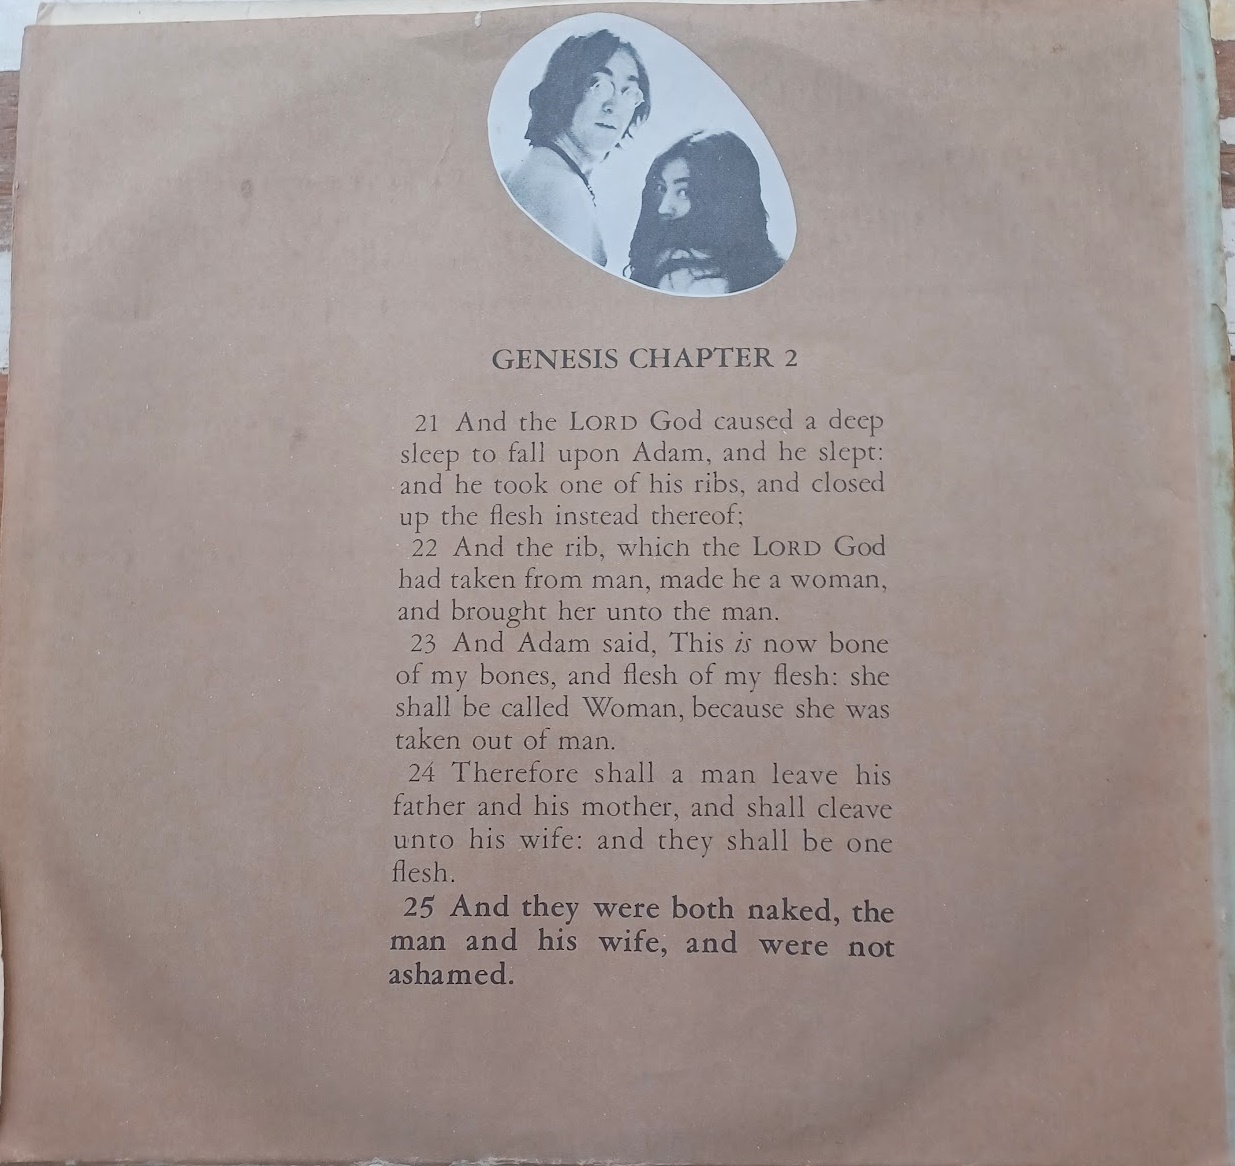 GENESIS CHAPTER 2
21 And the LORD God caused a deep
sleep to fall upon Adam, and he slept:
and he took one of his ribs, and closed
up the flesh instead thereof;
22 And the rib, which the LORD God
had taken from man, made he a woman,
and brought her unto the man.
23 And Adam said, This is now bone
of my bones, and flesh of my flesh: she
shall be called Woman, because she was
taken out of man.
24 Therefore shall a man leave his
father and his mother, and shall cleave
unto his wife: and they shall be one
flesh.
25 And they were both naked, the
man and his wife, and were not
ashamed.